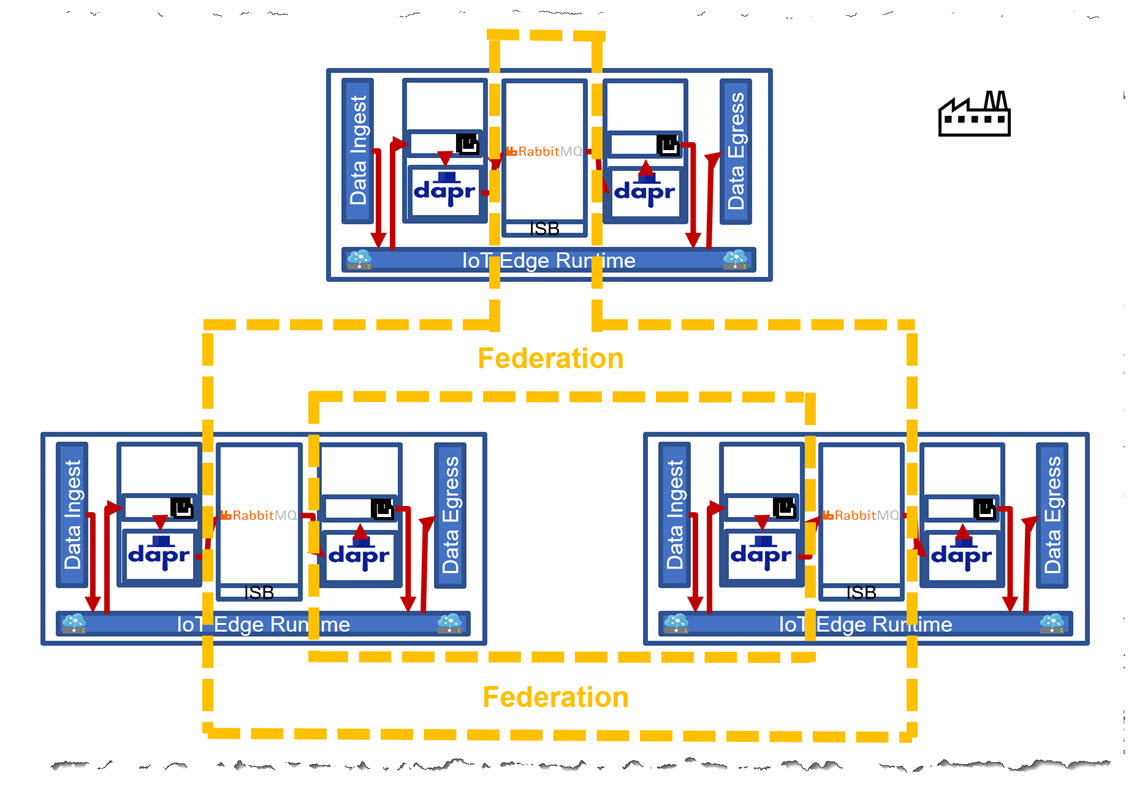 Data Ingest
RabbitMQ
Data Egress
dapr
dapr
ISB
IoT Edge Runtime
Federation
Data Ingest
RabbitMQ
Data Egress
dapr
dapr
ISB
IoT Edge Runtime
Data Ingest
RabbitMQ
Data Egress
dapr
dapr
ISB
IoT Edge Runtime
Federation